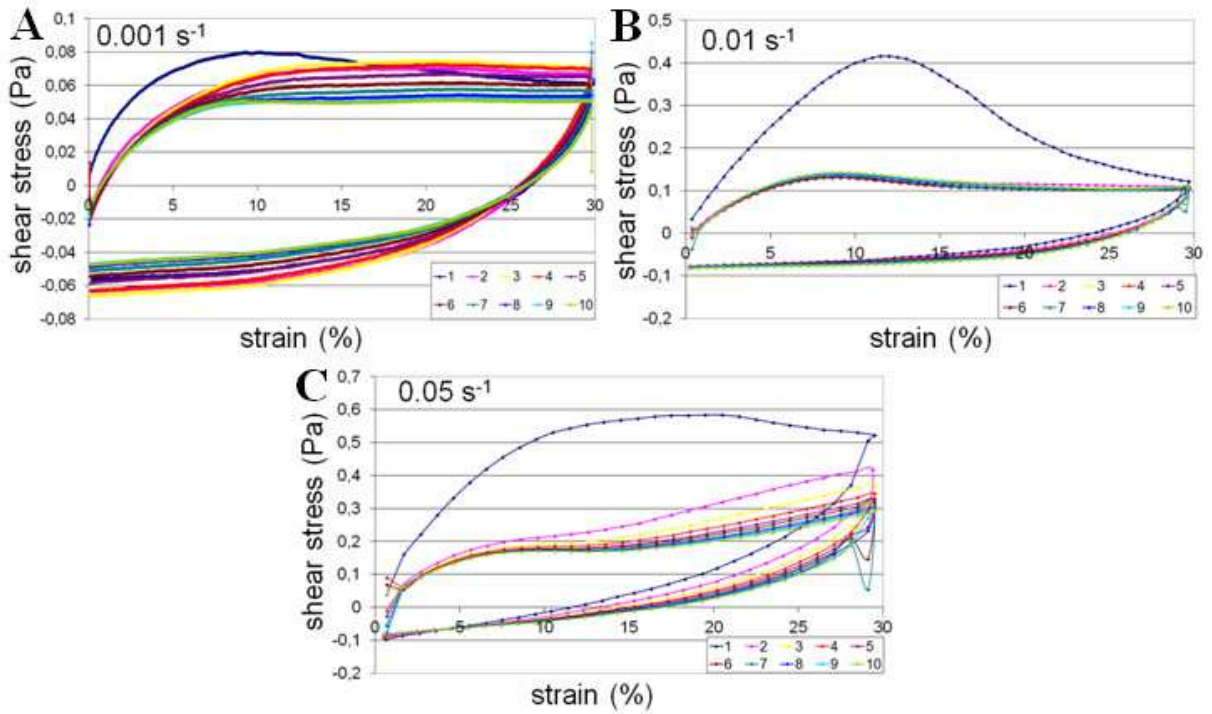 A
0.001 s-1
shear stress (Pa)
0,1
0,08
0,06
0,04
0,02
0
-0,02
-0,04
-0,06
-0,08
0 5 10 15 20 25 30
1 2 3 4 5
6 7 8 9 10
strain (%)
B
0.01 s-1
shear stress (Pa)
0,5
0,4
0,3
0,2
0,1
0
-0,1
-0,2
0 5 10 15 20 25 30
1 2 3 4 5
6 7 8 9 10
strain (%)
C
0.05 s-1
shear stress (Pa)
0,7
0,6
0,5
0,4
0,3
0,2
0,1
0
-0,1
-0,2
0 5 10 15 20 25 30
1 2 3 4 5
6 7 8 9 10
strain (%)